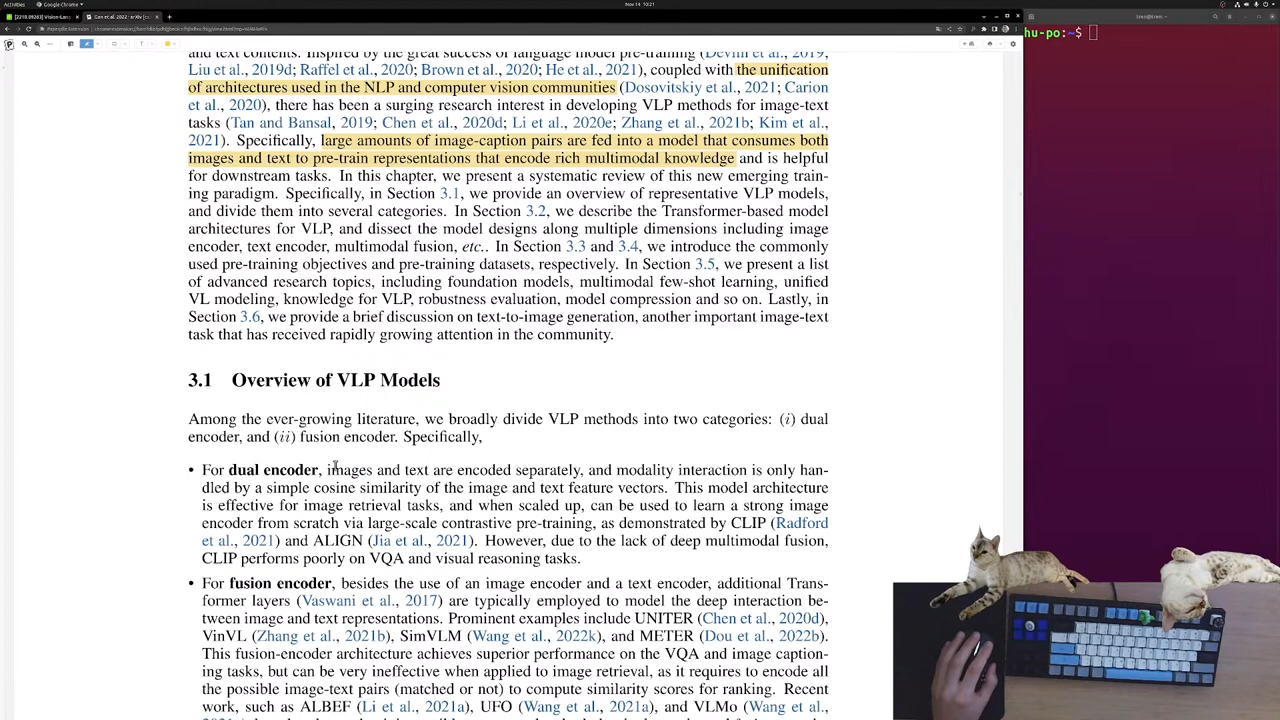 Activities
Google Chrome
Nov 14 10:21
[2210.09263] Vision-Lang
Gan et al. 2022 - arXiv
and text corpus inspired by the great success of language model pre-training (Devlin et al., 2019;
Liu et al., 2019d; Raffel et al., 2020; Brown et al., 2020; He et al., 2021), coupled with the unification
of architectures used in the NLP and computer vision communities (Dosovitskiy et al., 2021; Carion
et al., 2020), there has been a surging research interest in developing VLP methods for image-text
tasks (Tan and Bansal, 2019; Chen et al., 2020d; Li et al., 2020e; Zhang et al., 2021b; Kim et al.,
2021). Specifically, large amounts of image-caption pairs are fed into a model that consumes both
images and text to pre-train representations that encode rich multimodal knowledge and is helpful
for downstream tasks. In this chapter, we present a systematic review of this new emerging train-
ing paradigm. Specifically, in Section 3.1, we provide an overview of representative VLP models,
and divide them into several categories. In Section 3.2, we describe the Transformer-based model
architectures for VLP, and dissect the model designs along multiple dimensions including image
encoder, text encoder, multimodal fusion, etc.. In Section 3.3 and 3.4, we introduce the commonly
used pre-training objectives and pre-training datasets, respectively. In Section 3.5, we present a list
of advanced research topics, including foundation models, multimodal few-shot learning, unified
VL modeling, knowledge for VLP, robustness evaluation, model compression and so on. Lastly, in
Section 3.6, we provide a brief discussion on text-to-image generation, another important image-text
task that has received rapidly growing attention in the community.
3.1 Overview of VLP Models
Among the ever-growing literature, we broadly divide VLP methods into two categories: (i) dual
encoder, and (ii) fusion encoder. Specifically,
• For dual encoder, images and text are encoded separately, and modality interaction is only han-
dled by a simple cosine similarity of the image and text feature vectors. This model architecture
is effective for image retrieval tasks, and when scaled up, can be used to learn a strong image
encoder from scratch via large-scale contrastive pre-training, as demonstrated by CLIP (Radford
et al., 2021) and ALIGN (Jia et al., 2021). However, due to the lack of deep multimodal fusion,
CLIP performs poorly on VQA and visual reasoning tasks.
• For fusion encoder, besides the use of an image encoder and a text encoder, additional Trans-
former layers (Vaswani et al., 2017) are typically employed to model the deep interaction be-
tween image and text representations. Prominent examples include UNITER (Chen et al., 2020d),
VinVL (Zhang et al., 2021b), SimVLM (Wang et al., 2022k), and METER (Dou et al., 2022b).
This fusion-encoder architecture achieves superior performance on the VQA and image caption-
ing tasks, but can be very ineffective when applied to image retrieval, as it requires to encode all
the possible image-text pairs (matched or not) to compute similarity scores for ranking. Recent
work, such as ALBEF (Li et al., 2021a), UFO (Wang et al., 2021a), and VLMo (Wang et al.,
hu-po:~$